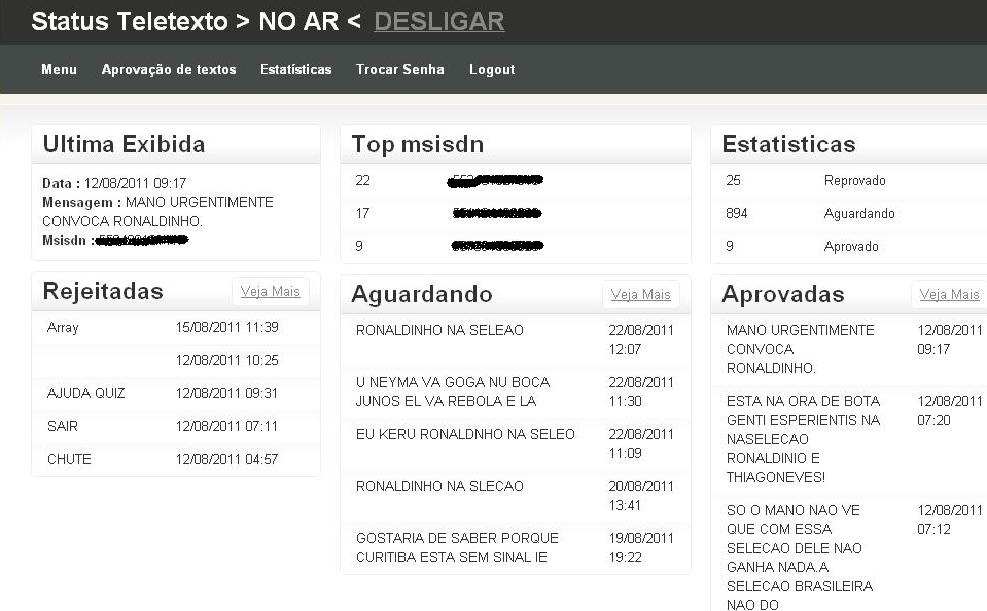 Status Teletexto > NO AR < DESLIGAR
Menu Aprovação de textos Estatísticas Trocar Senha Logout
Ultima Exibida
Data : 12/08/2011 09:17
Mensagem : MANO URGENTIMENTE
CONVOCA RONALDINHO.
Msisdn :
Top msisdn
22
17
9
Estatisticas
25 Reprovado
894 Aguardando
9 Aprovado
Rejeitadas Veja Mais
Array 15/08/2011 11:39
12/08/2011 10:25
AJUDA QUIZ 12/08/2011 09:31
SAIR 12/08/2011 07:11
CHUTE 12/08/2011 04:57
Aguardando Veja Mais
RONALDINHO NA SELEAO 22/08/2011
12:07
U NEYMA VA GOGA NU BOCA 22/08/2011
JUNOS EL VA REBOLA E LA 11:30
EU KERU RONALDINHO NA SELEO 22/08/2011
11:09
RONALDINHO NA SLECAO 20/08/2011
13:41
GOSTARIA DE SABER PORQUE 19/08/2011
CURITIBA ESTA SEM SINAL IE 19:22
Aprovadas Veja Mais
MANO URGENTIMENTE 12/08/2011
CONVOCA 09:17
RONALDINHO.
ESTA NA ORA DE BOTA 12/08/2011
GENTI ESPERIENTIS NA 07:20
NASELECAO
RONALDINIO E
THIAGONEVES!
SO O MANO NAO VE 12/08/2011
QUE COM ESSA 07:12
SELECAO DELE NAO
GANHA NADA.A
SELECAO BRASILEIRA
NAO DO